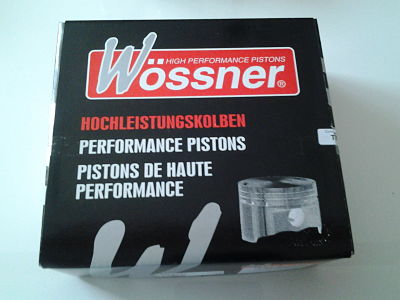 HIGH PERFORMANCE PISTONS
Wössner®
HOCHLEISTUNGSKOLBEN
PERFORMANCE PISTONS
PISTONS DE HAUTE
PERFORMANCE